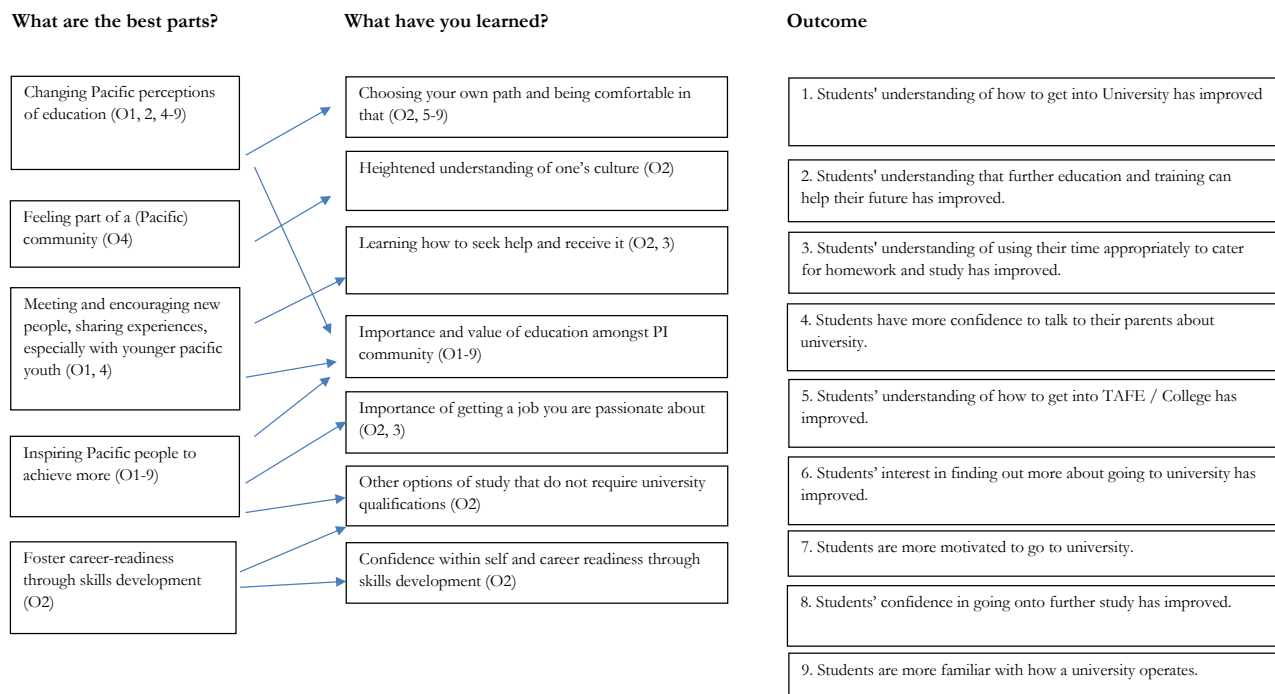 What are the best parts?
Changing Pacific perceptions
of education (O1, 2, 4-9)
Feeling part of a (Pacific)
community (O4)
Meeting and encouraging new
people, sharing experiences,
especially with younger pacific
youth (O1, 4)
Inspiring Pacific people to
achieve more (O1-9)
Foster career-readiness
through skills development
(O2)
What have you learned?
Choosing your own path and being comfortable in
that (O2, 5-9)
Heightened understanding of one’s culture (O2)
Learning how to seek help and receive it (O2, 3)
Importance and value of education amongst PI
community (O1-9)
Importance of getting a job you are passionate about
(O2, 3)
Other options of study that do not require university
qualifications (O2)
Confidence within self and career readiness through
skills development (O2)
Outcome
1. Students' understanding of how to get into University has improved
2. Students' understanding that further education and training can
help their future has improved.
3. Students' understanding of using their time appropriately to cater
for homework and study has improved.
4. Students have more confidence to talk to their parents about
university.
5. Students’ understanding of how to get into TAFE / College has
improved.
6. Students’ interest in finding out more about going to university has
improved.
7. Students are more motivated to go to university.
8. Students’ confidence in going onto further study has improved.
9. Students are more familiar with how a university operates.